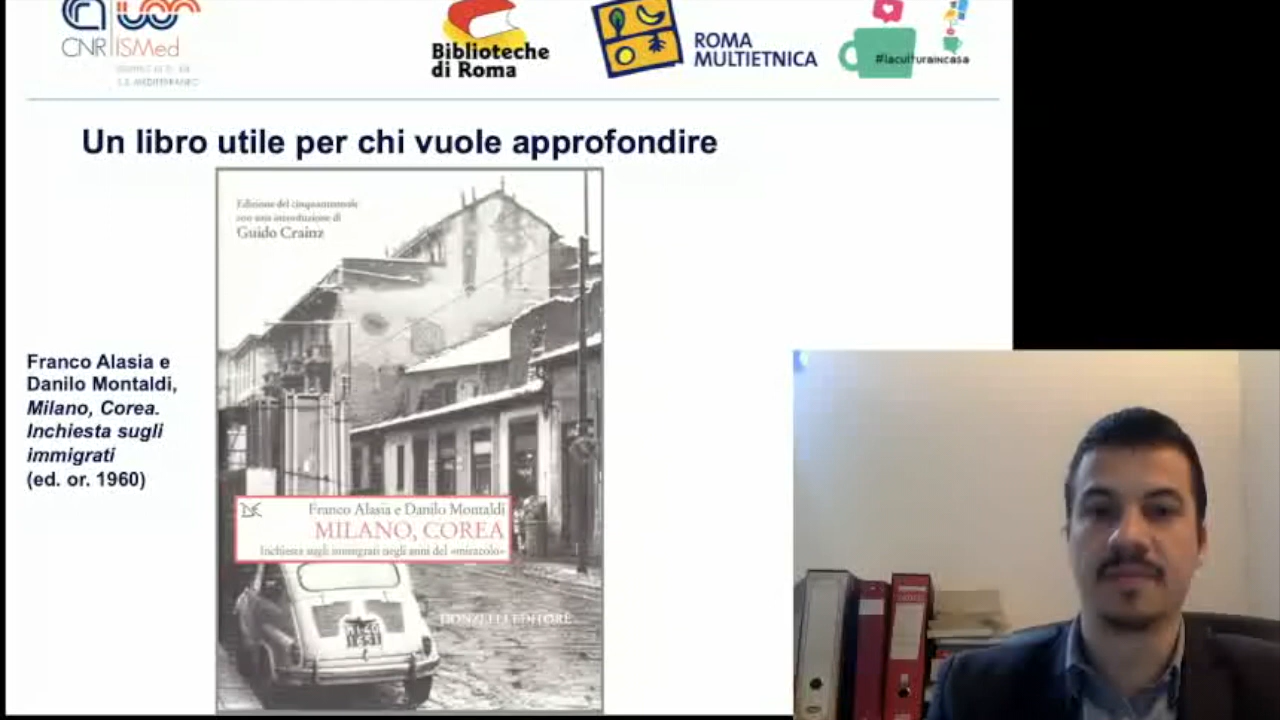 CNR ISMed
Biblioteche
di Roma
ROMA
MULTIETNICA
#laculturaincasa
Un libro utile per chi vuole approfondire
Edizione del cinquantennale
con una introduzione di
Guido Crainz
Franco Alasia e
Danilo Montaldi,
Milano, Corea.
Inchiesta sugli
immigrati
(ed. or. 1960)
Franco Alasia e Danilo Montaldi
MILANO, COREA
Inchiesta sugli immigrati negli anni del «miracolo»
DONZELLI EDITORE